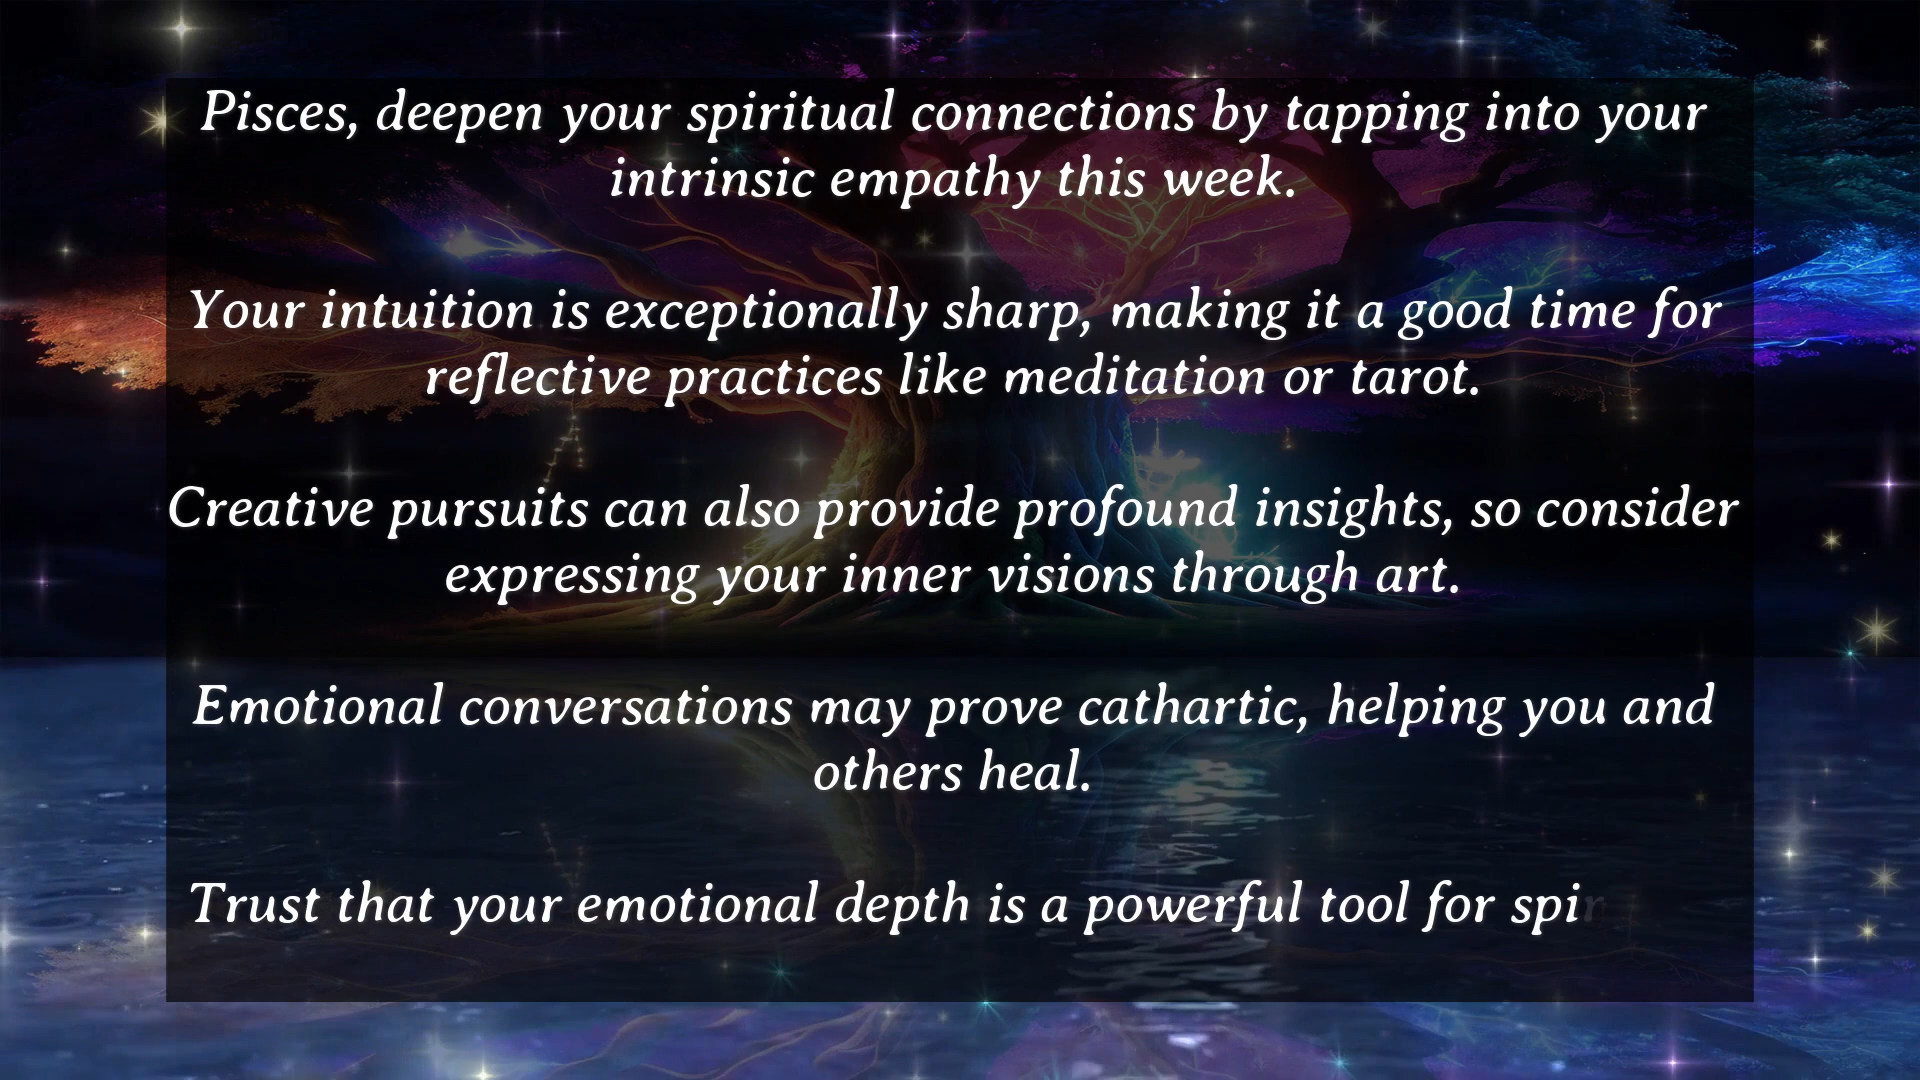 Pisces, deepen your spiritual connections by tapping into your
intrinsic empathy this week.
Your intuition is exceptionally sharp, making it a good time for
reflective practices like meditation or tarot.
Creative pursuits can also provide profound insights, so consider
expressing your inner visions through art.
Emotional conversations may prove cathartic, helping you and
others heal.
Trust that your emotional depth is a powerful tool for spir